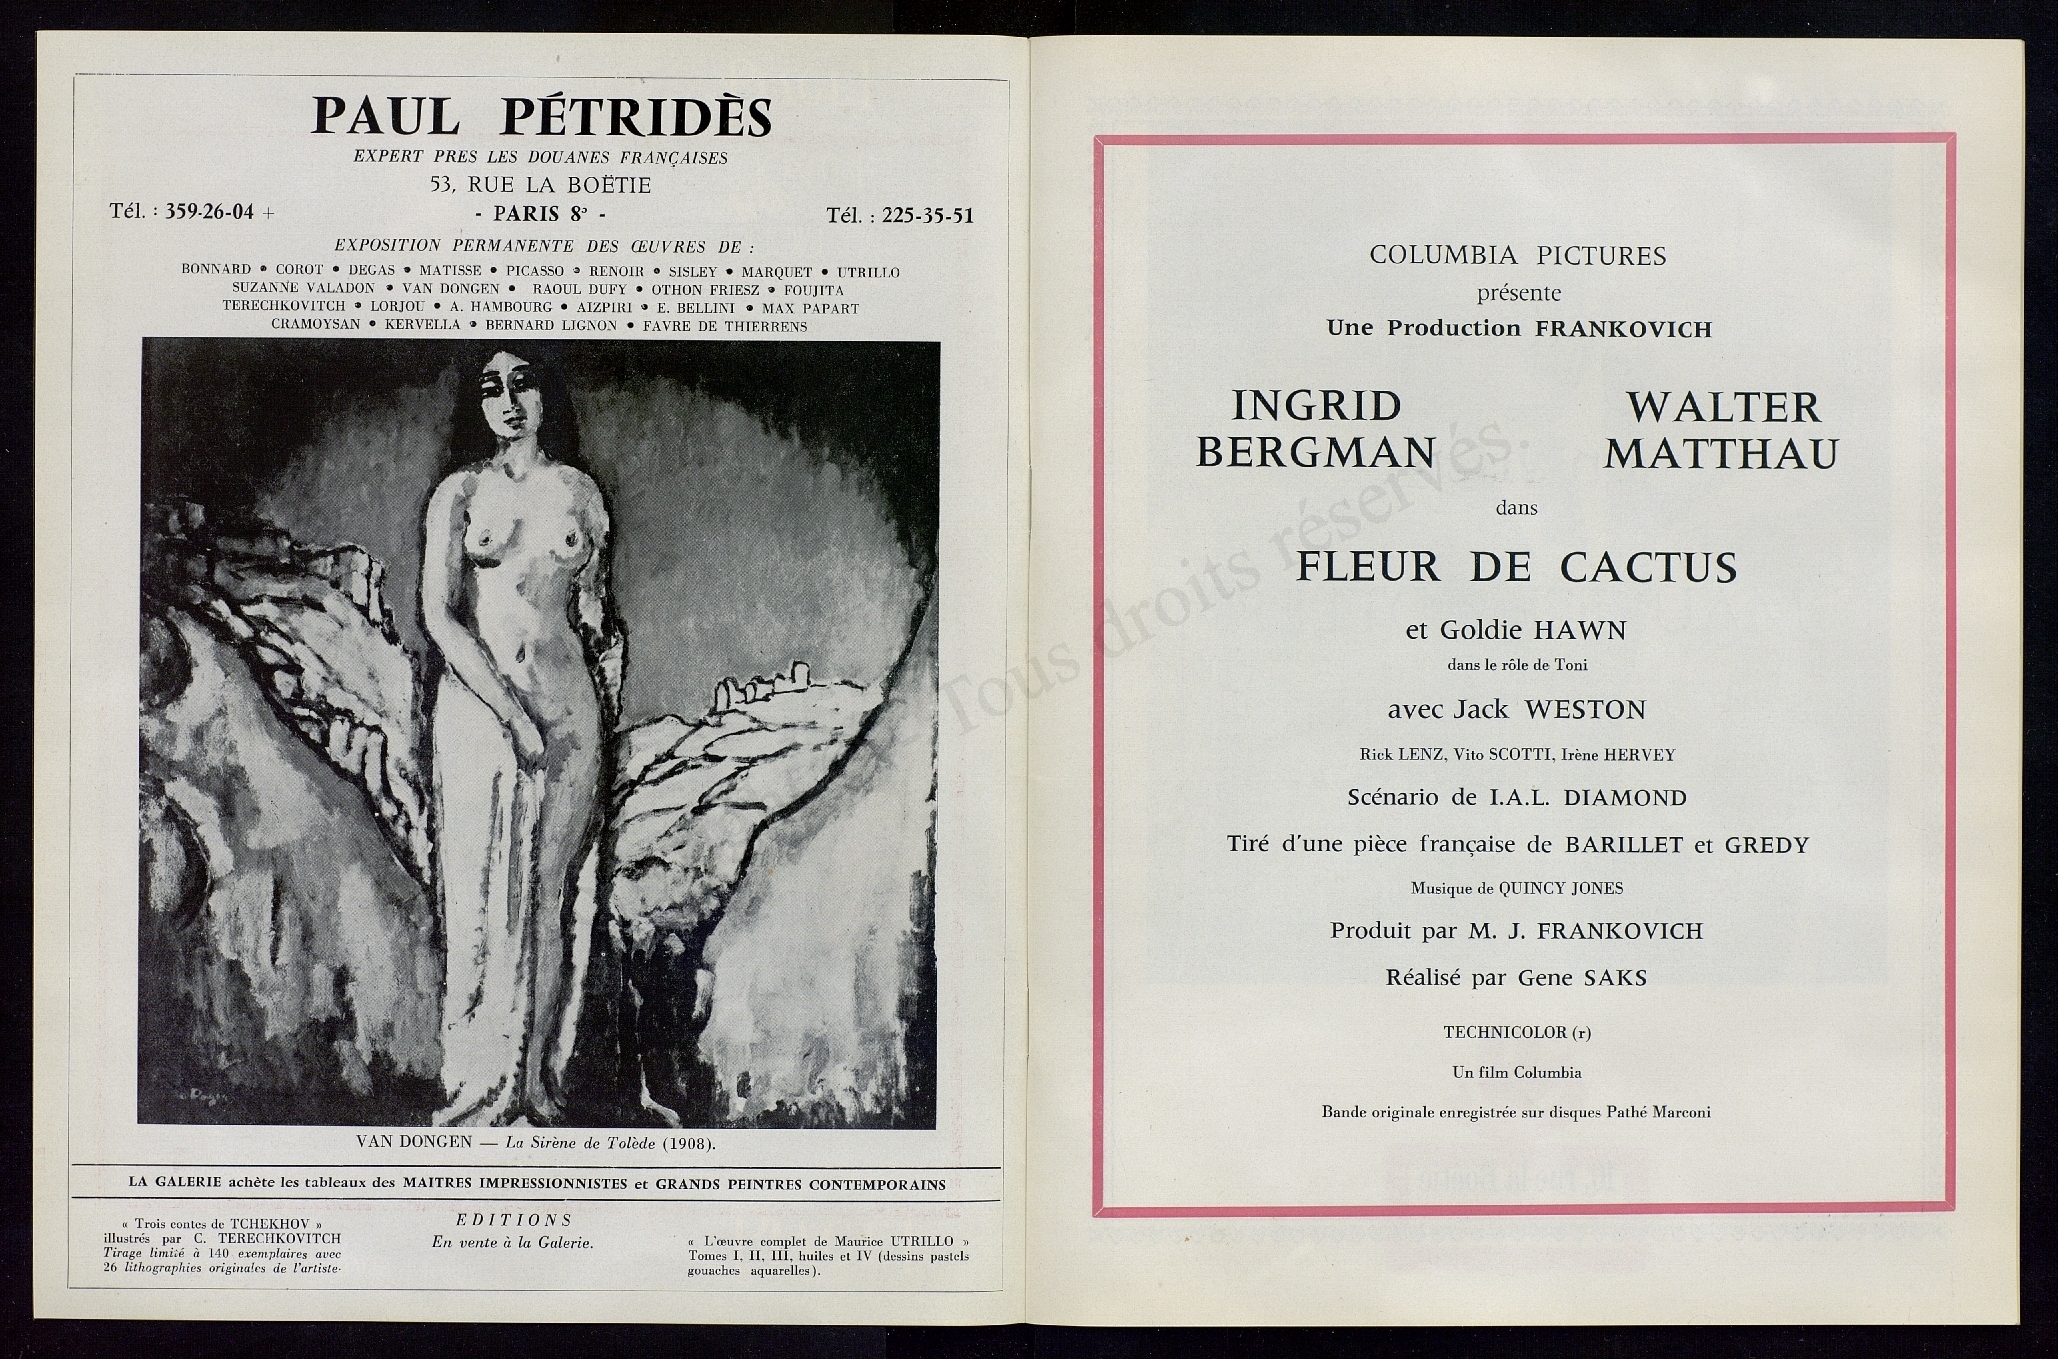 PAUL PÉTRIDÈS
EXPERT PRES LES DOUANES FRANÇAISES
53, RUE LA BOËTIE
Tél. : 359-26-04 + - PARIS 8e - Tél. : 225-35-51
EXPOSITION PERMANENTE DES ŒUVRES DE :
BONNARD • COROT • DEGAS • MATISSE • PICASSO • RENOIR • SISLEY • MARQUET • UTRILLO
SUZANNE VALADON • VAN DONGEN • RAOUL DUFY • OTHON FRIESZ • FOUJITA
TERECHKOVITCH • LORJOU • A. HAMBOURG • AIZPIRI • E. BELLINI • MAX PAPART
CRAMOYSAN • KERVELLA • BERNARD LIGNON • FAVRE DE THIERRENS
VAN DONGEN — La Sirène de Tolède (1908).
LA GALERIE achète les tableaux des MAITRES IMPRESSIONNISTES et GRANDS PEINTRES CONTEMPORAINS
« Trois contes de TCHEKHOV »
illustrés par C. TERECHKOVITCH
Tirage limité à 140 exemplaires avec
26 lithographies originales de l'artiste.
EDITIONS
En vente à la Galerie.
« L'œuvre complet de Maurice UTRILLO »
Tomes I, II, III, huiles et IV (dessins pastels
gouaches aquarelles).
COLUMBIA PICTURES
présente
Une Production FRANKOVICH
INGRID BERGMAN
WALTER MATTHAU
dans
FLEUR DE CACTUS
et Goldie HAWN
dans le rôle de Toni
avec Jack WESTON
Rick LENZ, Vito SCOTTI, Irène HERVEY
Scénario de I.A.L. DIAMOND
Tiré d'une pièce française de BARILLET et GREDY
Musique de QUINCY JONES
Produit par M. J. FRANKOVICH
Réalisé par Gene SAKS
TECHNICOLOR (r)
Un film Columbia
Bande originale enregistrée sur disques Pathé Marconi
Tous droits réservés.